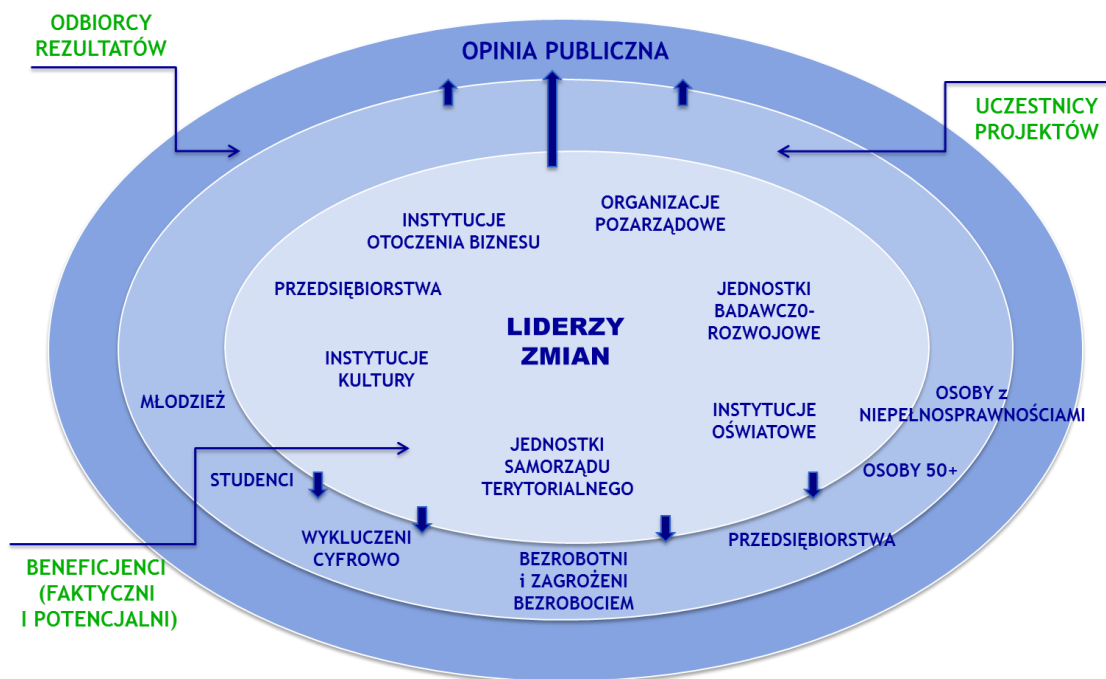 ODBIORCY
REZULTATÓW
OPINIA PUBLICZNA
UCZESTNICY
PROJEKTÓW
ORGANIZACJE
POZARZĄDOWE
INSTYTUCJE
OTOCZENIA BIZNESU
PRZEDSIĘBIORSTWA
JEDNOSTKI
BADAWCZ0-
ROZWOJOWE
LIDERZY
ZMIAN
INSTYTUCJE
KULTURY
MŁODZIEŻ
OSOBY z
NIEPEŁNOSPRAWNOŚCIAMI
INSTYTUCJE
OŚWIATOWE
JEDNOSTKI
SAMORZĄDU
TERYTORIALNEGO
STUDENCI
OSOBY 50+
WYKLUCZENI
CYFROWO
PRZEDSIĘBIORSTWA
BEZROBOTNI
i ZAGROŻENI
BEZROBOCIEM
BENEFICJENCI
(FAKTYCZNI
I POTENCJALNI)